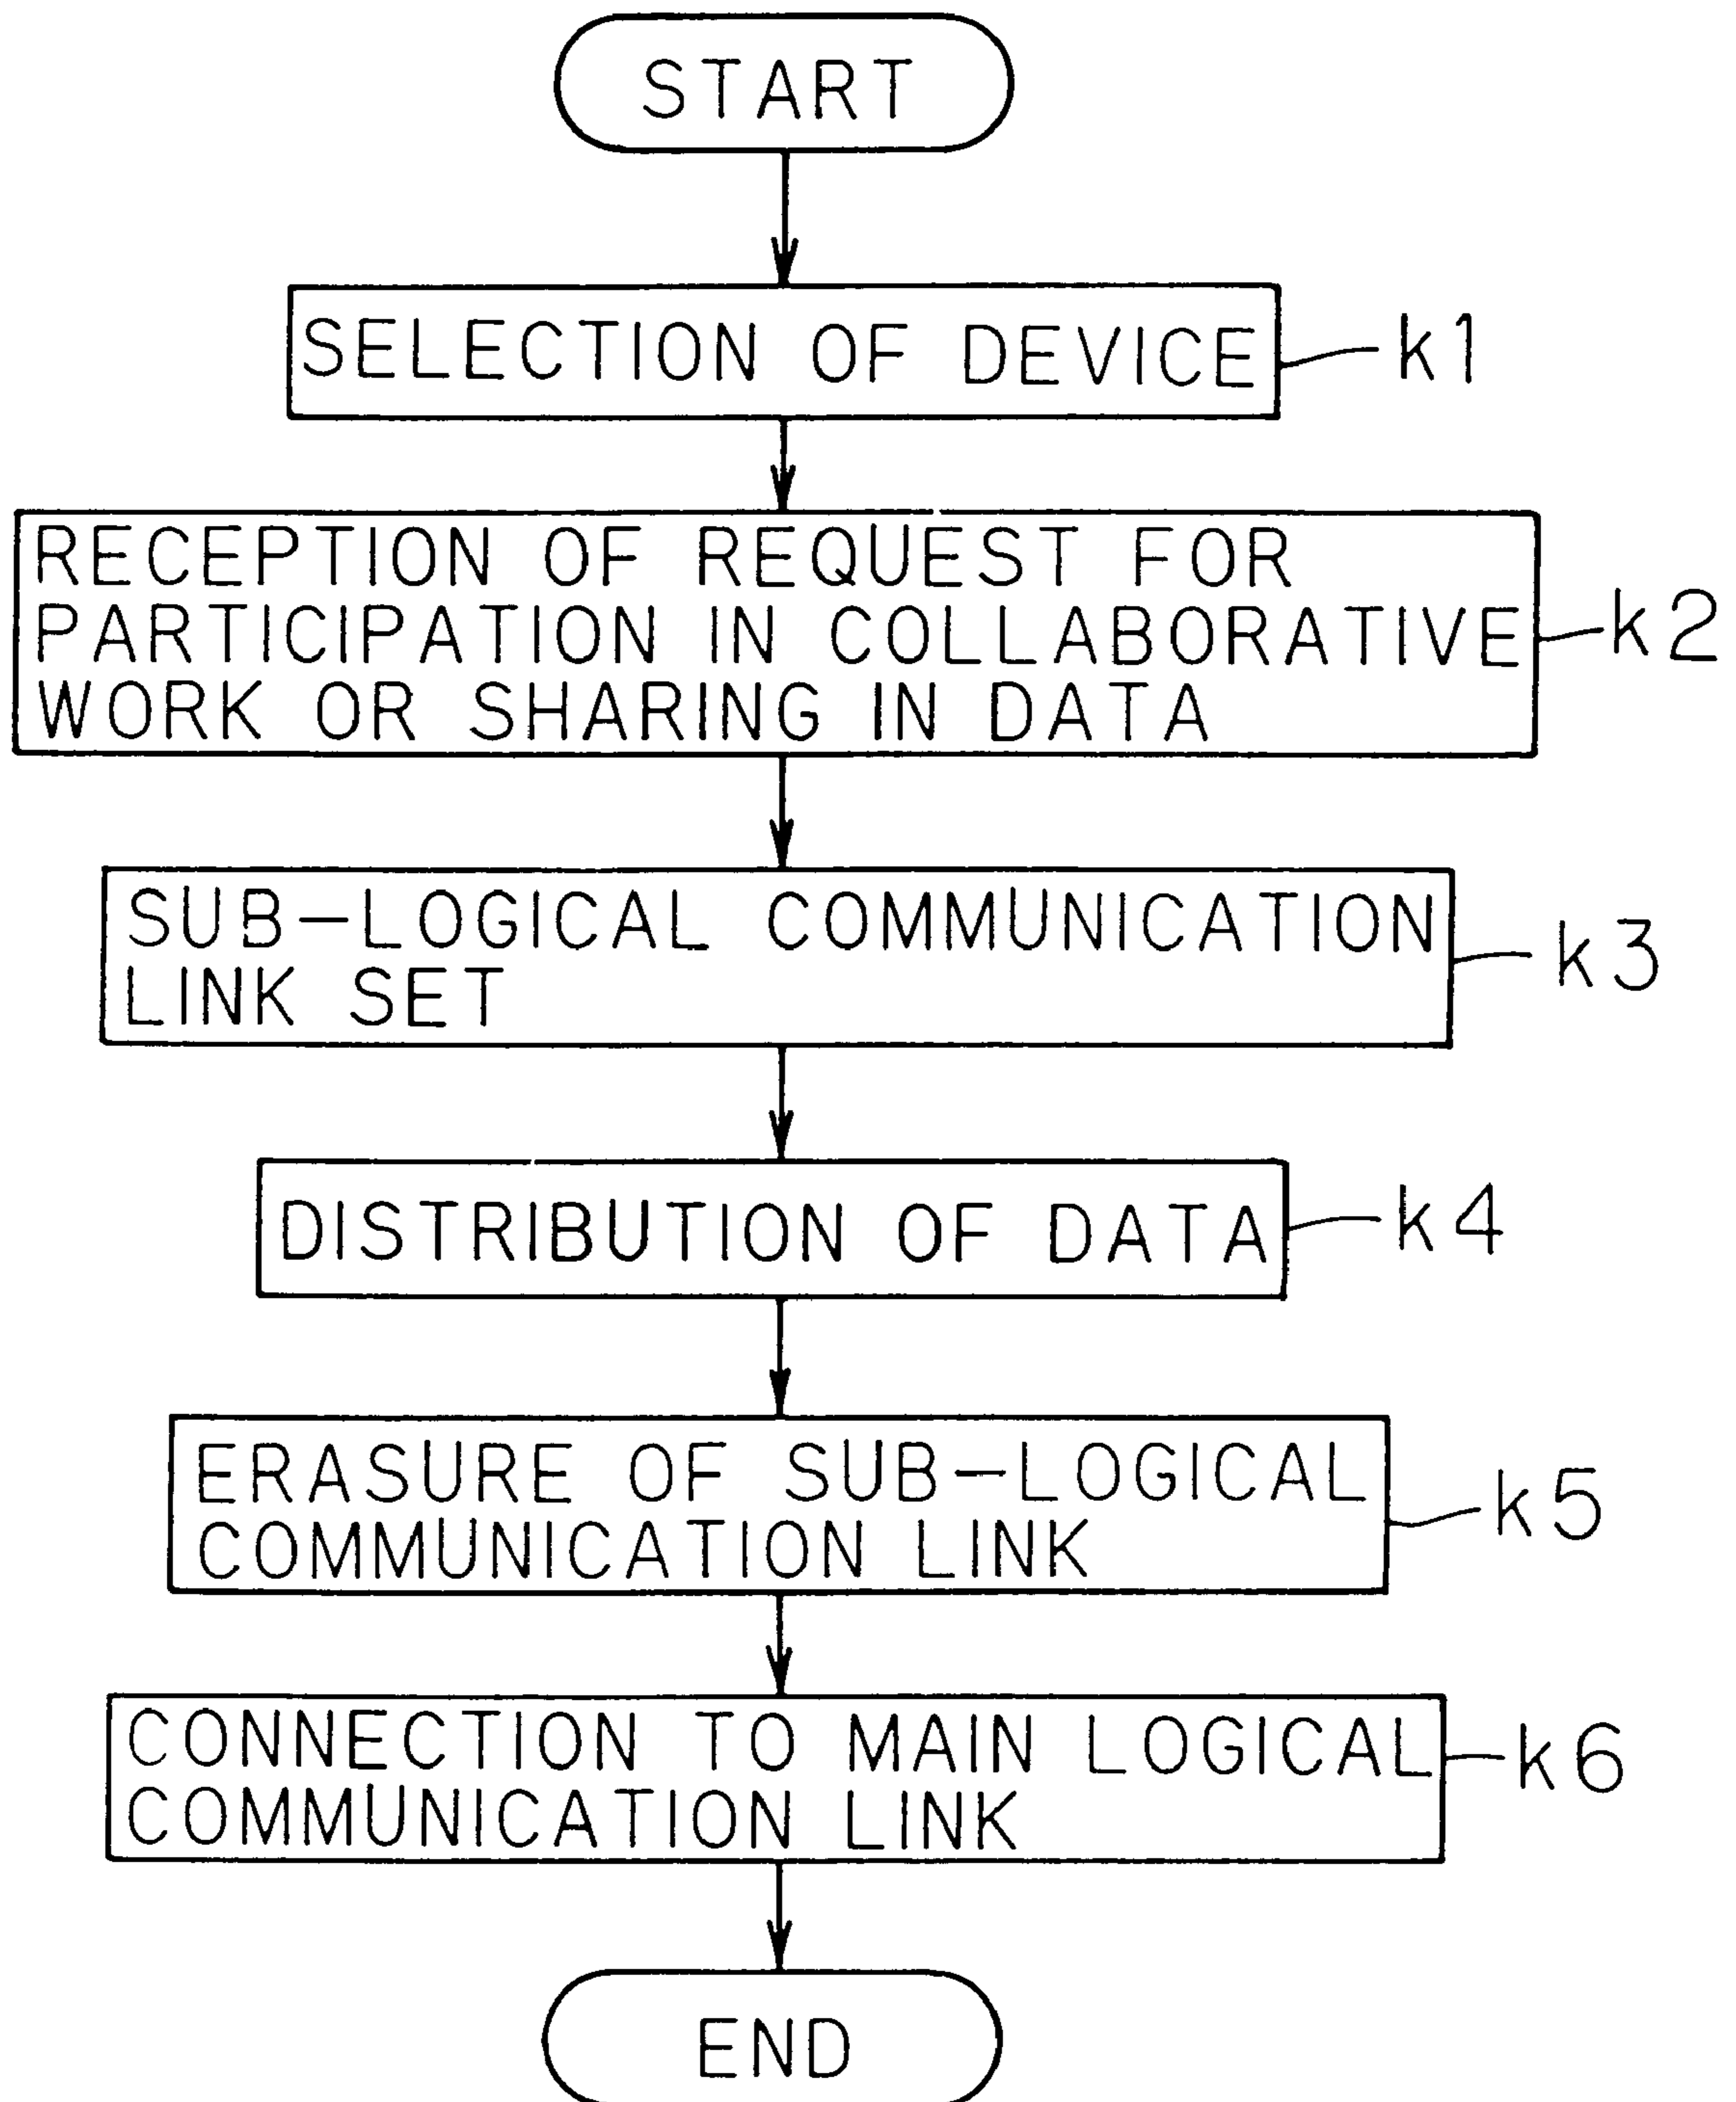 START
SELECTION OF DEVICE
k1
RECEPTION OF REQUEST FOR
PARTICIPATION IN COLLABORATIVE
WORK OR SHARING IN DATA
k2
SUB-LOGICAL COMMUNICATION
LINK SET
k3
DISTRIBUTION OF DATA
k4
ERASURE OF SUB-LOGICAL
COMMUNICATION LINK
k5
CONNECTION TO MAIN LOGICAL
COMMUNICATION LINK
k6
END